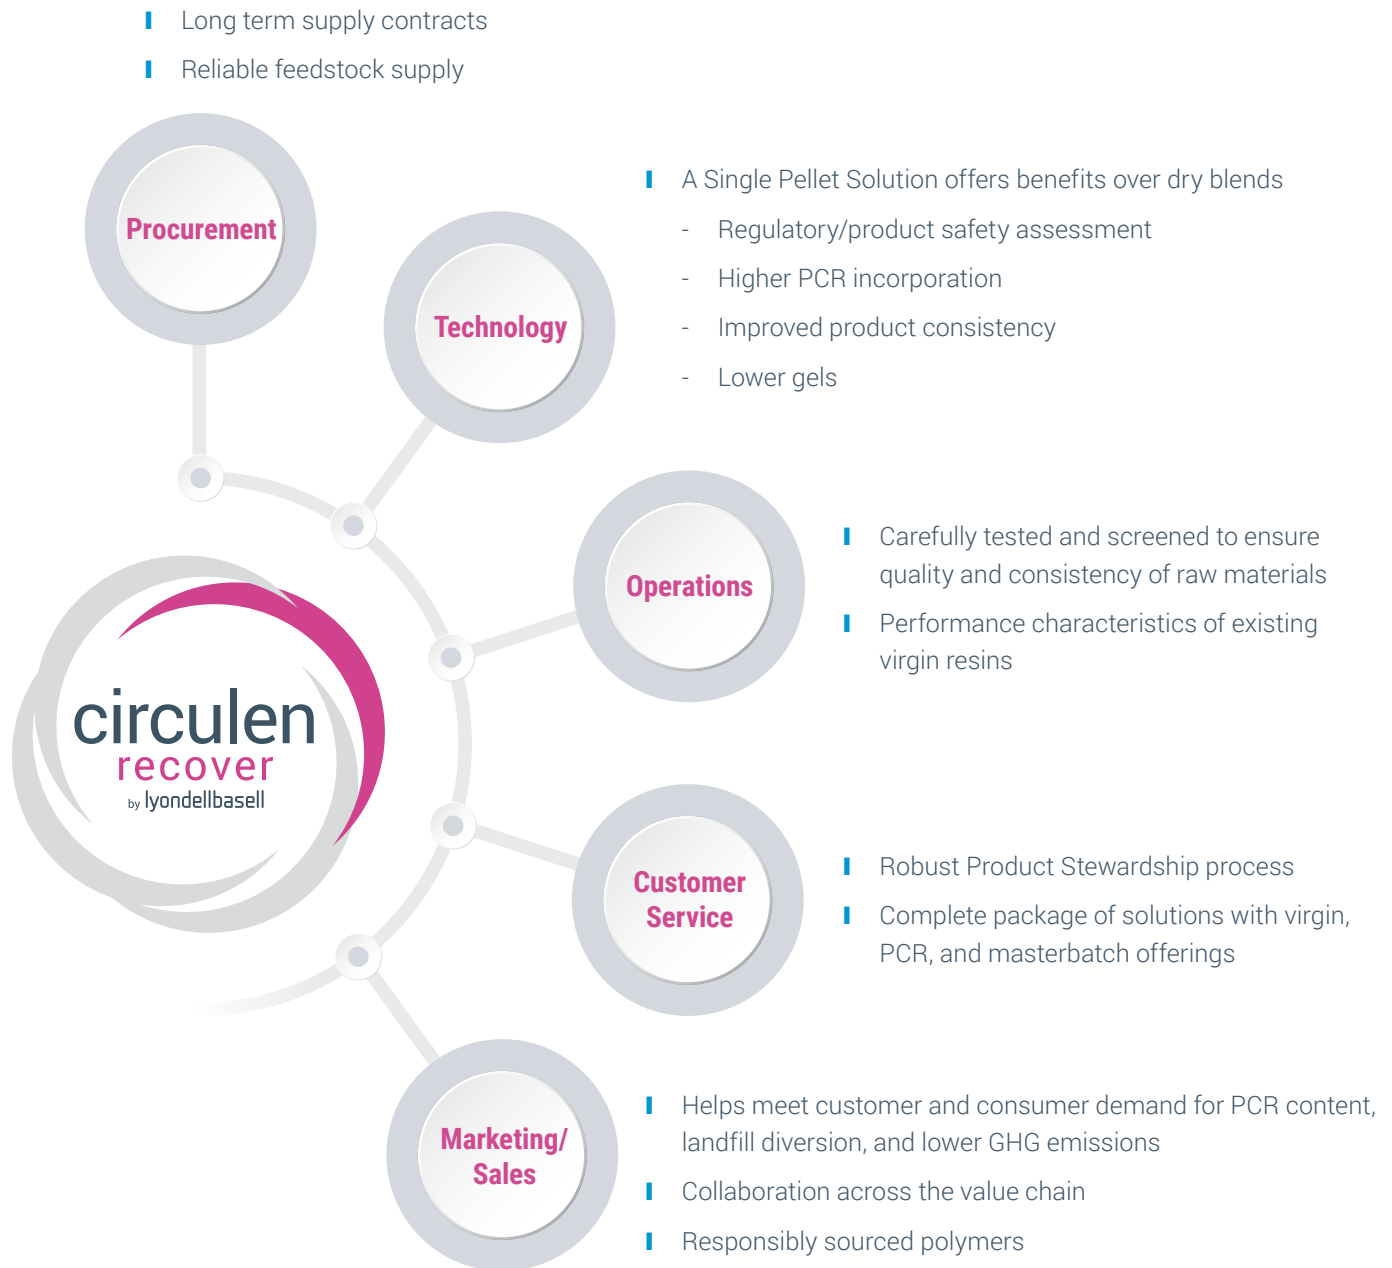 Long term supply contracts
Reliable feedstock supply
Procurement
Technology
A Single Pellet Solution offers benefits over dry blends
- Regulatory/product safety assessment
- Higher PCR incorporation
- Improved product consistency
- Lower gels
Operations
Carefully tested and screened to ensure
quality and consistency of raw materials
Performance characteristics of existing
virgin resins
circulen
recover
by lyondellbasell
Customer
Service
Robust Product Stewardship process
Complete package of solutions with virgin,
PCR, and masterbatch offerings
Marketing/
Sales
Helps meet customer and consumer demand for PCR content,
landfill diversion, and lower GHG emissions
Collaboration across the value chain
Responsibly sourced polymers